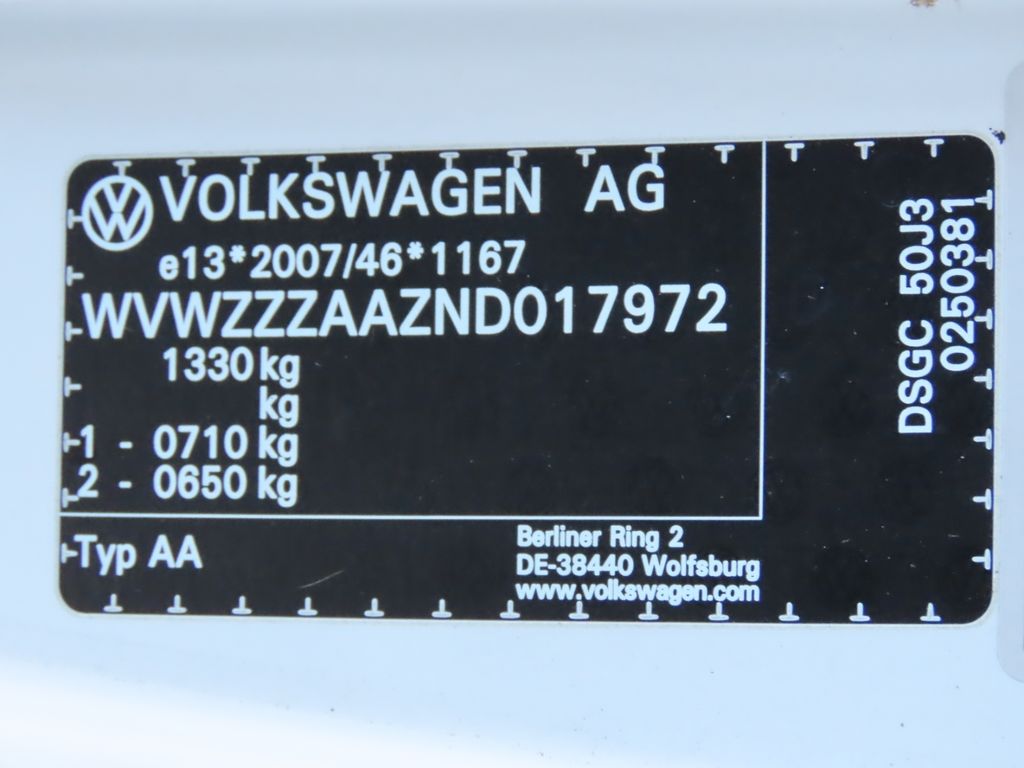 VOLKSWAGEN AG
e13*2007/46*1167
WVWZZZAAZND017972
1330 kg
kg
1 - 0710 kg
2 - 0650 kg
Typ AA
Berliner Ring 2
DE-38440 Wolfsburg
www.volkswagen.com
DSGC 50J3
0250381